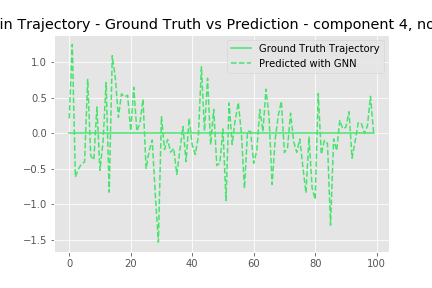 in Trajectory - Ground Truth vs Prediction - component 4, no
Ground Truth Trajectory
Predicted with GNN
1.0
0.5
0.0
−0.5
−1.0
−1.5
0 20 40 60 80 100